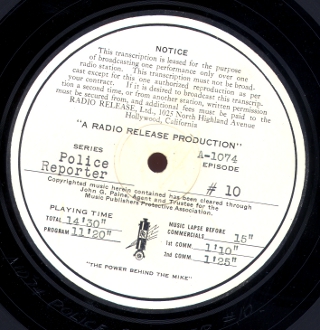 NOTICE
This transcription is leased for the purpose
of broadcasting one performance only over one
radio station. This transcription must not be broad-
cast except for this one authorized reproduction as per
your contract. If it is desired to broadcast this transcrip-
tion a second time, or from another station, written permission
must be secured from, and additional fees must be paid to the
RADIO RELEASE, Ltd., 1025 North Highland Avenue
Hollywood, California
"A RADIO RELEASE PRODUCTION"
SERIES
Police
Reporter
A-1074
EPISODE
# 10
Copyrighted music herein contained has been cleared through
John G. Paine, Agent and Trustee for the
Music Publishers Protective Association.
PLAYING TIME
TOTAL 14'30"
PROGRAM 11'20"
MUSIC LAPSE BEFORE
COMMERCIALS 15"
1st COMM 1'10"
2nd COMM 1'25"
"THE POWER BEHIND THE MIKE"